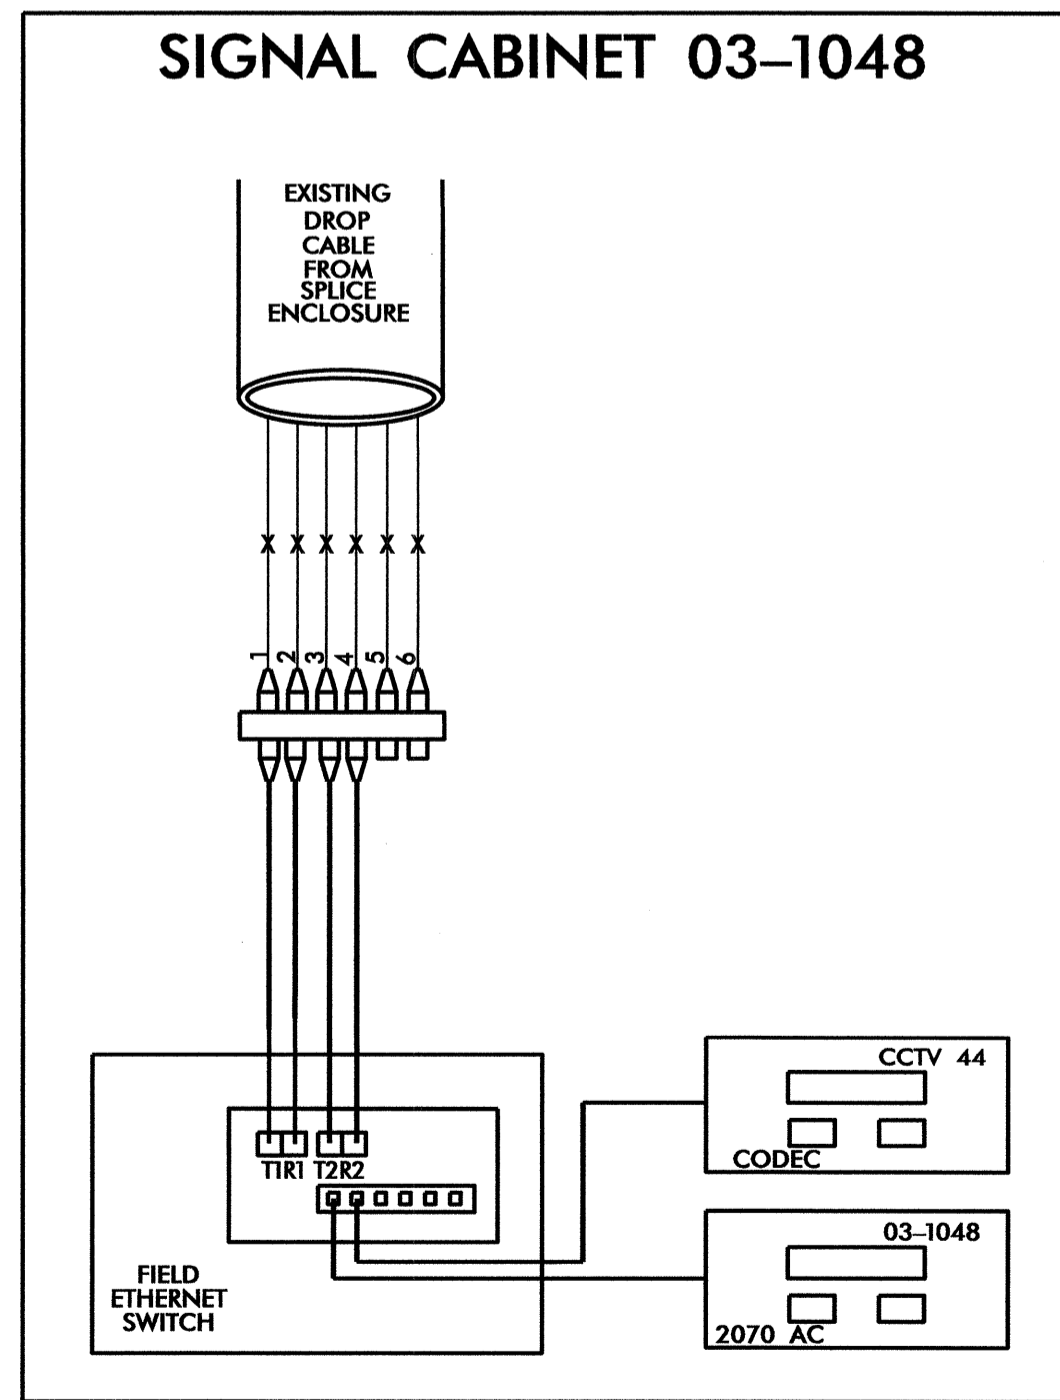 SIGNAL CABINET 03-1048
EXISTING
DROP
CABLE
FROM
SPLICE
ENCLOSURE
X X X X X X
1 2 3 4 5 6
T1R1 T2R2
FIELD
ETHERNET
SWITCH
CCTV 44
CODEC
03-1048
2070 AC